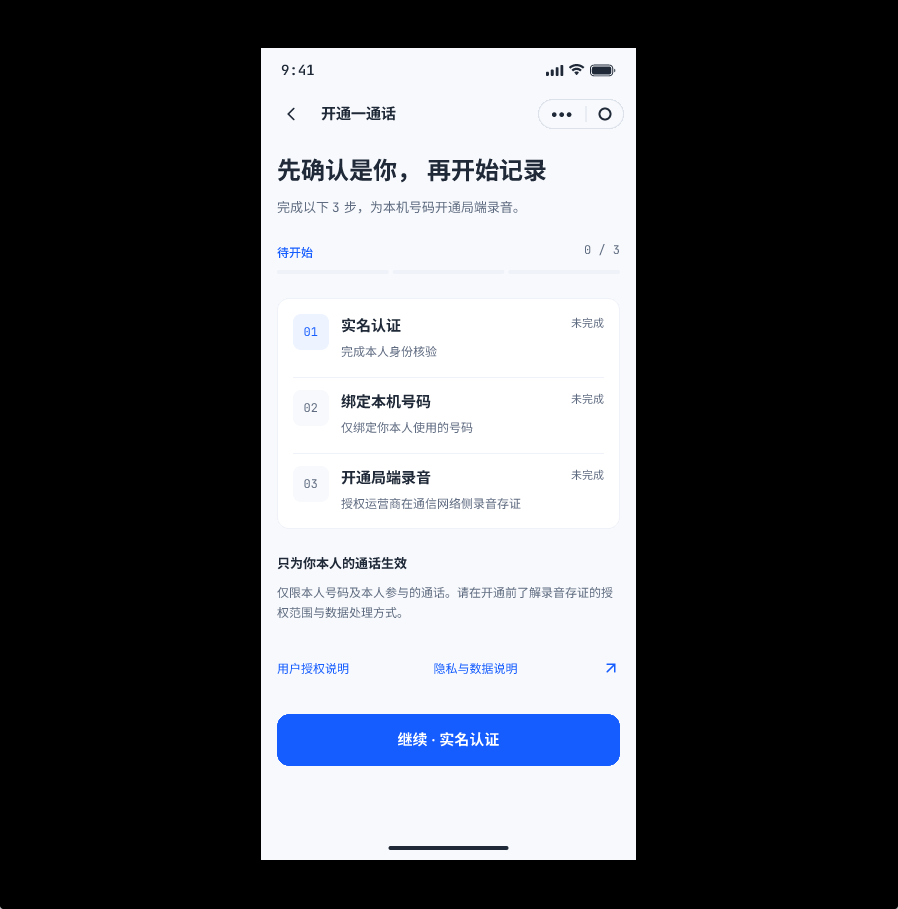 9:41
开通一通话
先确认是你， 再开始记录
完成以下 3 步，为本机号码开通局端录音。
待开始
0 / 3
01
实名认证
未完成
完成本人身份核验
02
绑定本机号码
未完成
仅绑定你本人使用的号码
03
开通局端录音
未完成
授权运营商在通信网络侧录音存证
只为你本人的通话生效
仅限本人号码及本人参与的通话。请在开通前了解录音存证的授
权范围与数据处理方式。
用户授权说明
隐私与数据说明
继续 · 实名认证